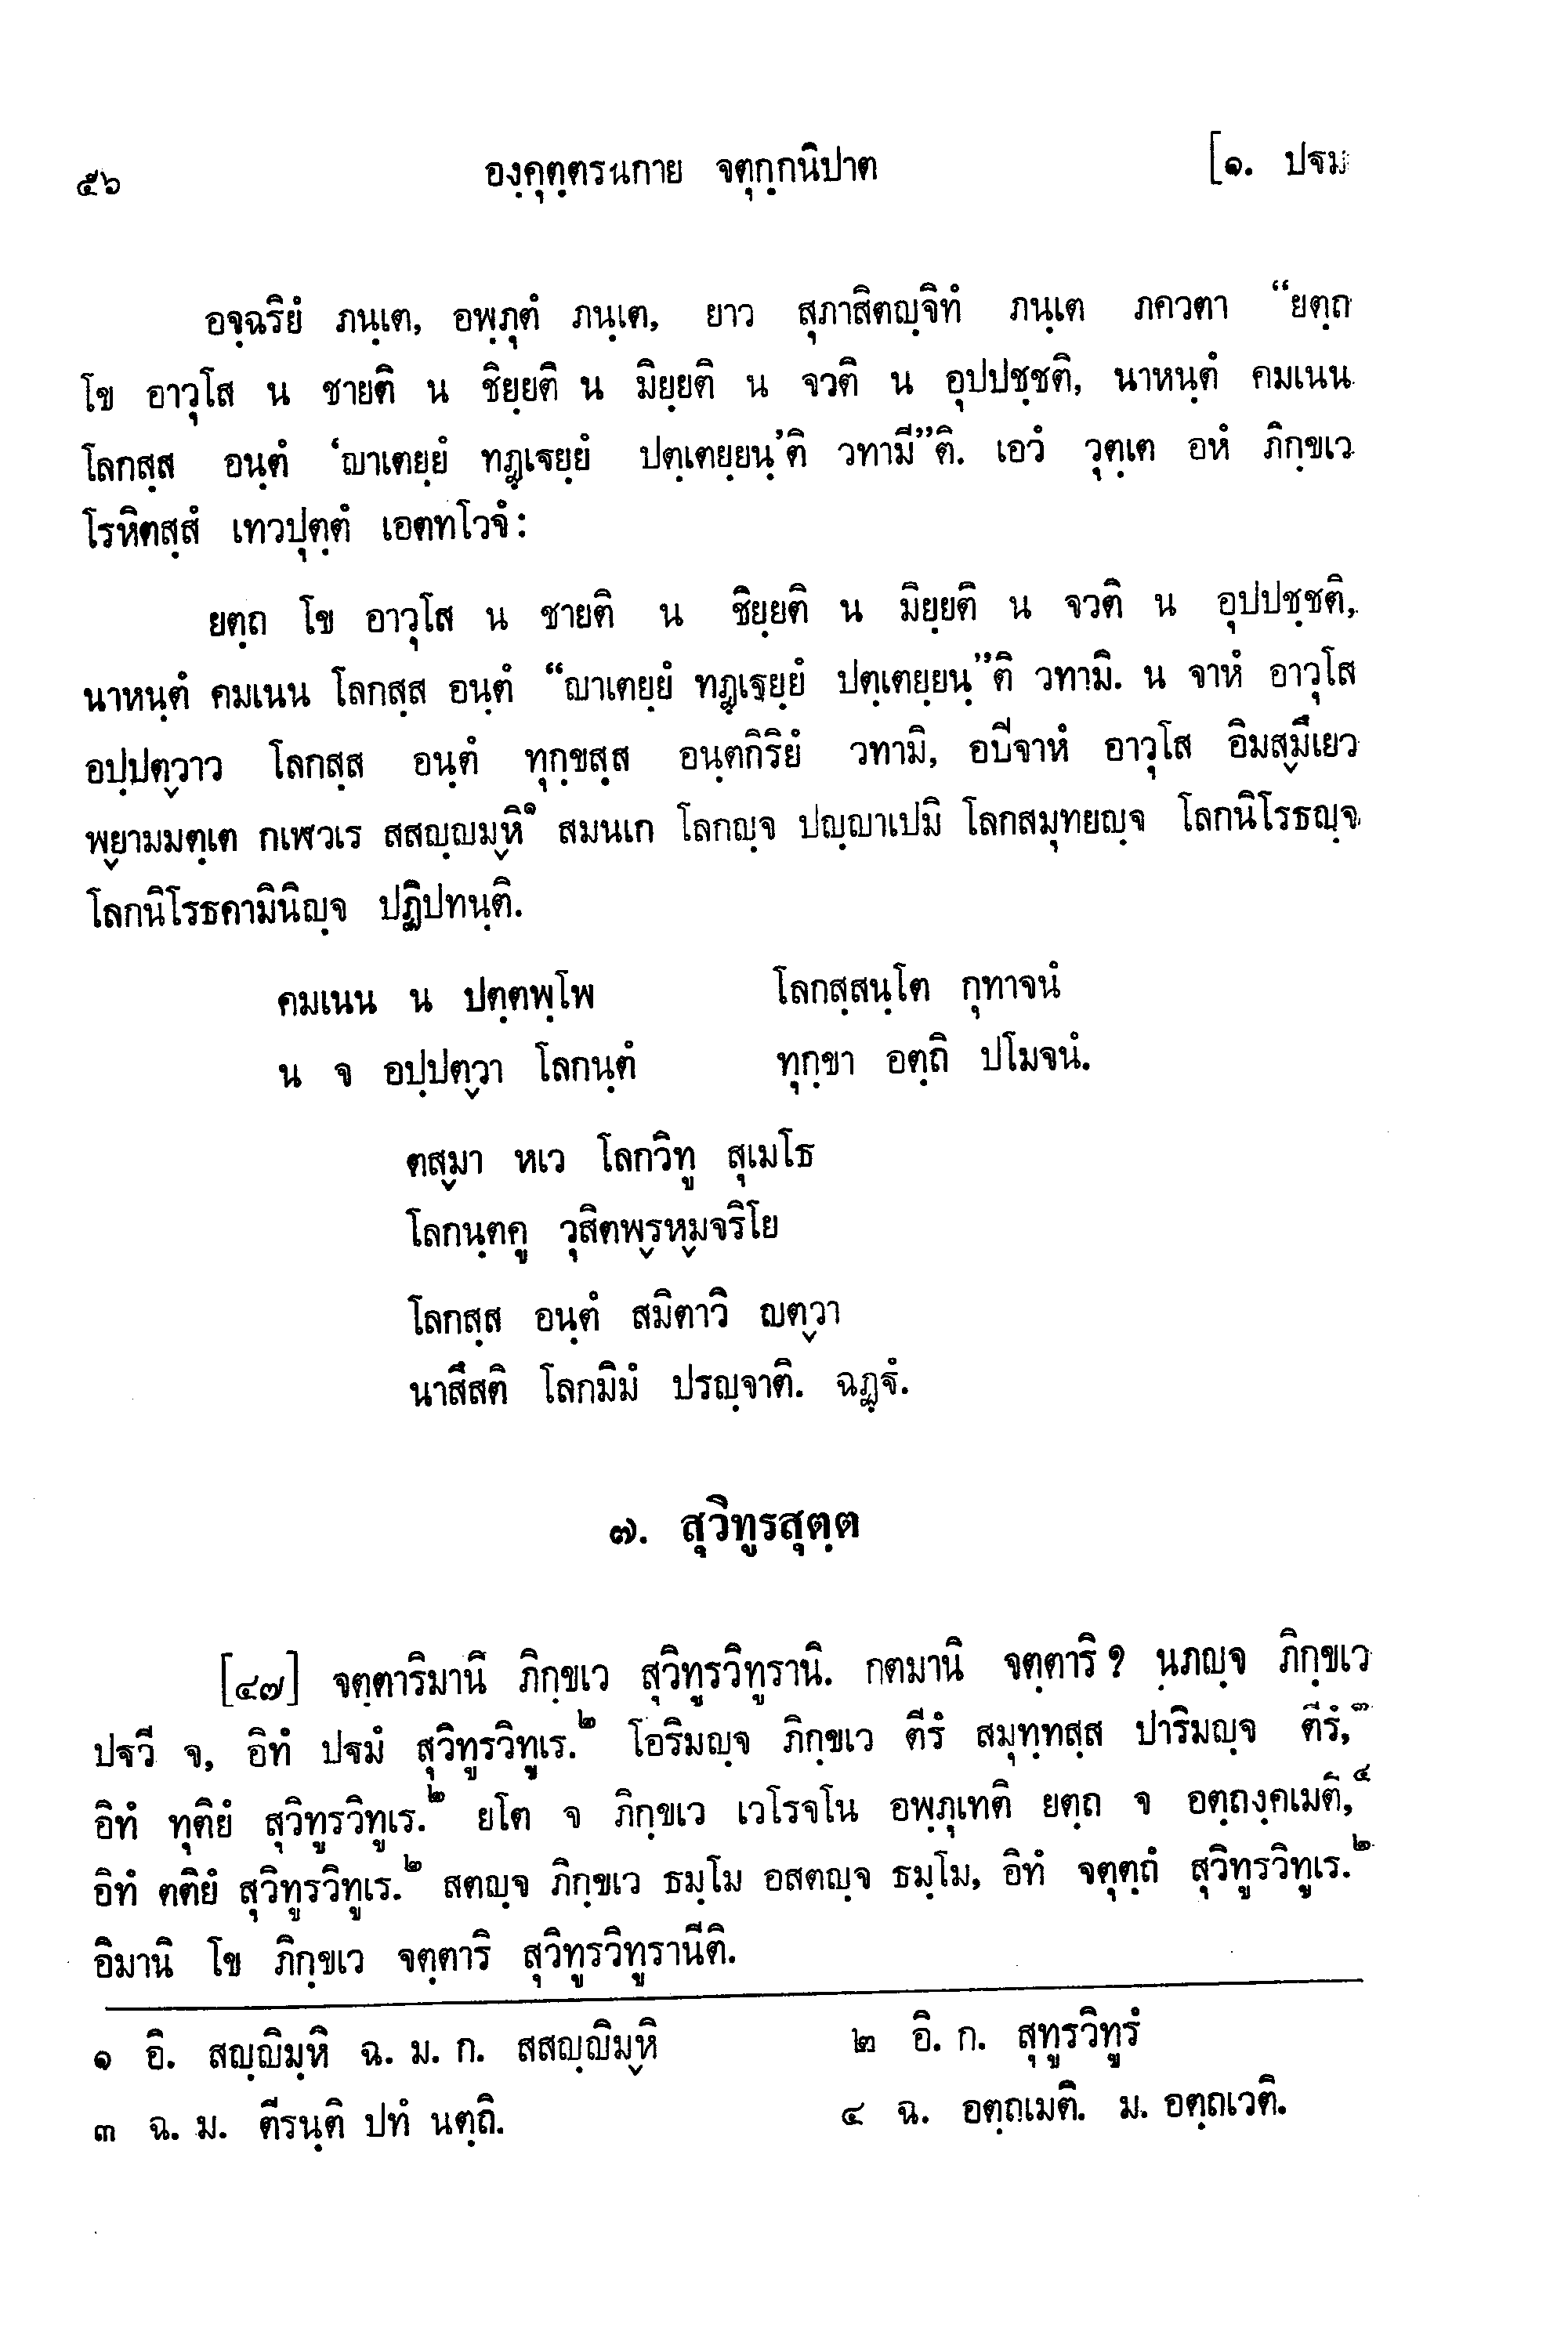 ๕๖ องฺคุตฺตรนิกาย จตุกฺกนิปาต [๑. ปฐม
อจฺฉริยํ ภนฺเต, อพฺภุตํ ภนฺเต, ยาว สุภาสิตญฺจิทํ ภนฺเต ภควตา “ยตฺถ
โข อาวุโส น ชายติ น ชิยฺยติ น มิยฺยติ น จวติ น อุปปชฺชติ, นาหนฺตํ คมเนน
โลกสฺส อนฺตํ ‘ญาเตยฺยํ ทฏฺเฐยฺยํ ปตฺเตยฺยนฺ’ติ วทามี”ติ. เอวํ วุตฺเต อหํ ภิกฺขเว
โรหิตสฺสํ เทวปุตฺตํ เอตทโวจํ:
ยตฺถ โข อาวุโส น ชายติ น ชิยฺยติ น มิยฺยติ น จวติ น อุปปชฺชติ,
นาหนฺตํ คมเนน โลกสฺส อนฺตํ “ญาเตยฺยํ ทฏฺเฐยฺยํ ปตฺเตยฺยนฺ”ติ วทามิ. น จาหํ อาวุโส
อปฺปตฺวาว โลกสฺส อนฺตํ ทุกฺขสฺส อนฺตกิริยํ วทามิ, อปิจาหํ อาวุโส อิมสฺมึเยว
พฺยามมตฺเต กเฬวเร สสญฺญมฺหิ๑ สมนเก โลกญฺจ ปญฺญาเปมิ โลกสมุทยญฺจ โลกนิโรธญฺจ
โลกนิโรธคามินิญฺจ ปฏิปทนฺติ.
คมเนน น ปตฺตพฺโพ โลกสฺสนฺโต กุทาจนํ
น จ อปฺปตฺวา โลกนฺตํ ทุกฺขา อตฺถิ ปโมจนํ.
ตสฺมา หเว โลกวิทู สุเมโธ
โลกนฺตคู วุสิตพฺรหฺมจริโย
โลกสฺส อนฺตํ สมิตาวิ ญตฺวา
นาสึสติ โลกมิมํ ปรญฺจาติ. ฉฏฺฐํ.
๗. สุวิทูรสุตฺต
[๔๗] จตฺตาริมานิ ภิกฺขเว สุวิทูรวิทูรานิ. กตมานิ จตฺตาริ ? นภญฺจ ภิกฺขเว
ปฐวี จ, อิทํ ปฐมํ สุวิทูรวิทูเร.๒ โอริมญฺจ ภิกฺขเว ตีรํ สมุทฺทสฺส ปาริมญฺจ ตีรํ,๓
อิทํ ทุติยํ สุวิทูรวิทูเร.๒ ยโต จ ภิกฺขเว เวโรจโน อพฺภุเทติ ยตฺถ จ อตฺถงฺคเมติ,๔
อิทํ ตติยํ สุวิทูรวิทูเร.๒ สตญฺจ ภิกฺขเว ธมฺโม อสตญฺจ ธมฺโม, อิทํ จตุตฺถํ สุวิทูรวิทูเร.๒
อิมานิ โข ภิกฺขเว จตฺตาริ สุวิทูรวิทูรานีติ.
๑ อิ. สญฺญิมฺหิ ฉ. ม. ก. สสญฺญิมฺหิ ๒ อิ. ก. สุทูรวิทูรํ
๓ ฉ. ม. ตีรนฺติ ปทํ นตฺถิ. ๔ ฉ. อตฺถเมติ. ม. อตฺถเวติ.